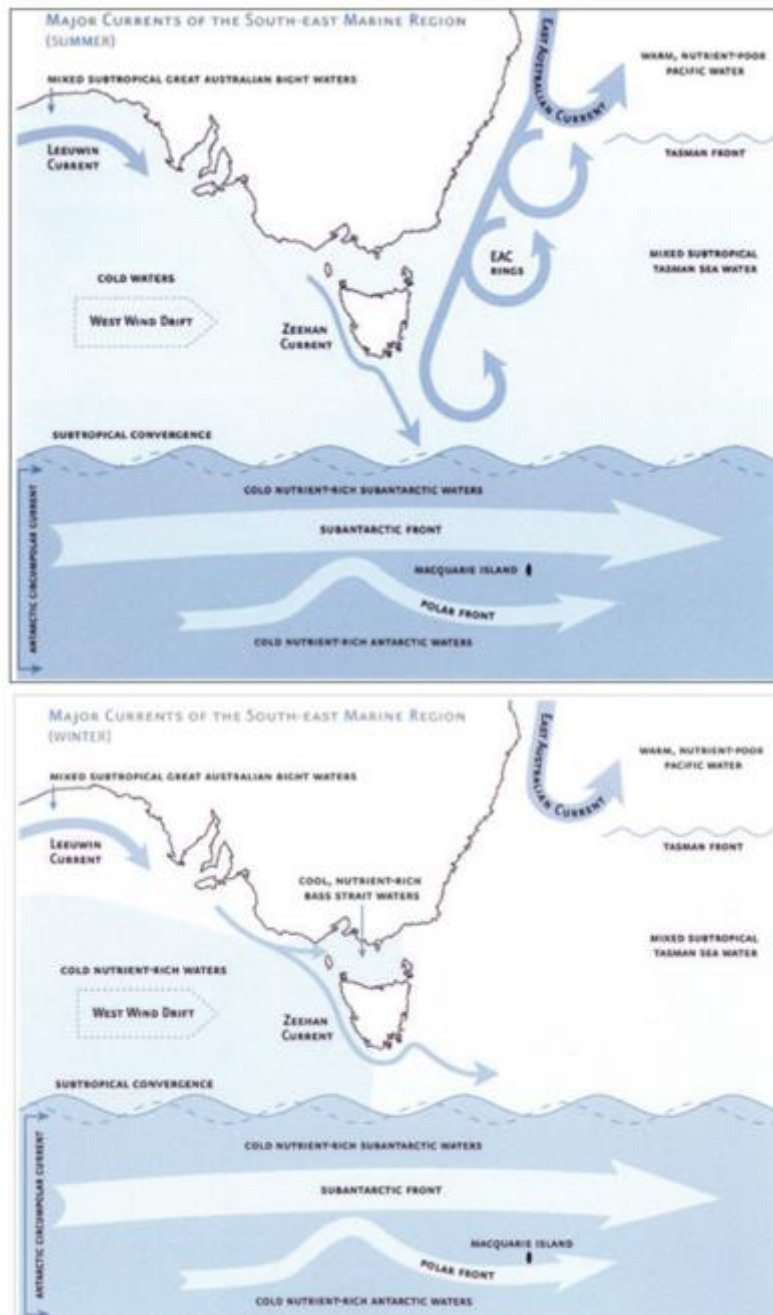 Major Currents of the South-east Marine Region
(summer)
East Australian Current
warm, nutrient-poor
Pacific water
mixed subtropical Great Australian Bight waters
Leeuwin
Current
Tasman Front
EAC
rings
mixed subtropical
Tasman Sea water
cold waters
West Wind Drift
Zeehan
Current
subtropical convergence
Antarctic Circumpolar Current
cold nutrient-rich subantarctic waters
Subantarctic Front
Macquarie Island
Polar Front
cold nutrient-rich Antarctic waters
Major Currents of the South-east Marine Region
(winter)
East Australian Current
warm, nutrient-poor
Pacific water
mixed subtropical Great Australian Bight waters
Leeuwin
Current
Tasman Front
cool, nutrient-rich
Bass Strait waters
mixed subtropical
Tasman Sea water
cold nutrient-rich waters
West Wind Drift
Zeehan
Current
subtropical convergence
Antarctic Circumpolar Current
cold nutrient-rich subantarctic waters
Subantarctic Front
Macquarie Island
Polar Front
cold nutrient-rich Antarctic waters